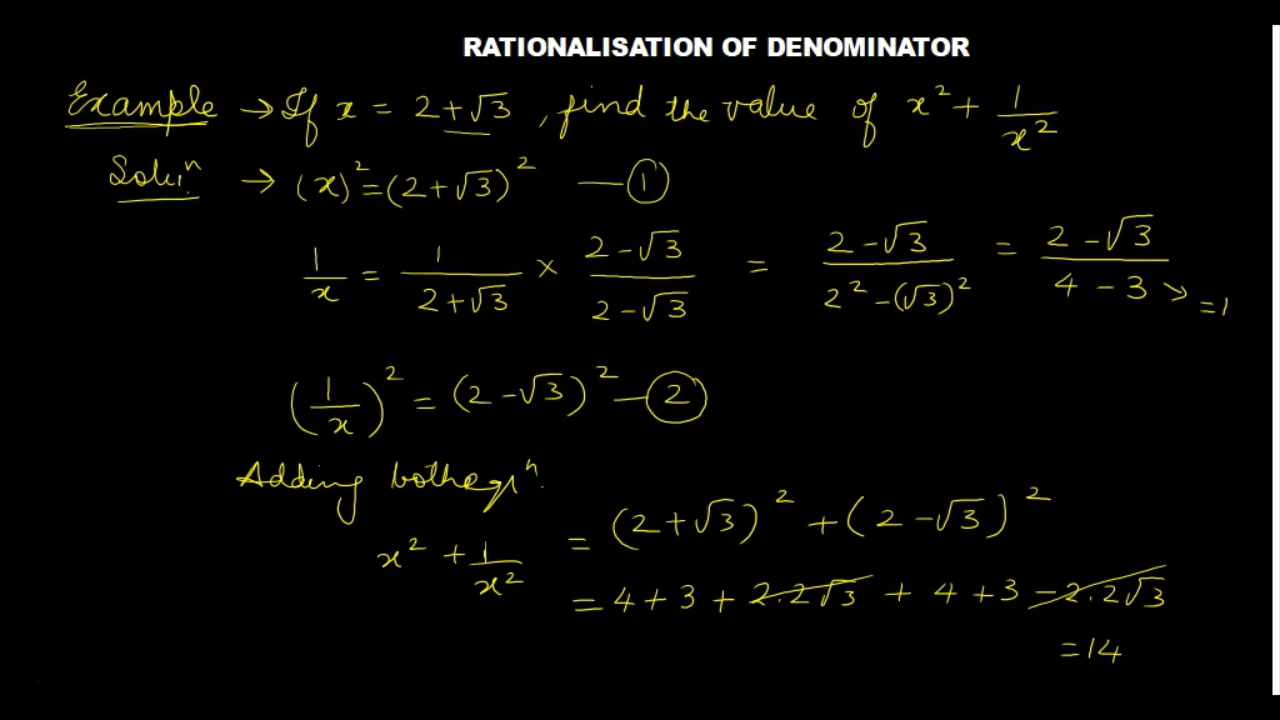 RATIONALISATION OF DENOMINATOR
Example → If x = 2 + √3 , find the value of x² + 1/x²
Soluⁿ → (x)² = (2 + √3)² — ①
1/x = 1/(2 + √3) × (2 - √3)/(2 - √3) = (2 - √3)/(2² - (√3)²) = (2 - √3)/(4 - 3) ↘ = 1
(1/x)² = (2 - √3)² — ②
Adding both eqⁿ.
x² + 1/x² = (2 + √3)² + (2 - √3)²
= 4 + 3 + 2.2√3 + 4 + 3 - 2.2√3
= 14